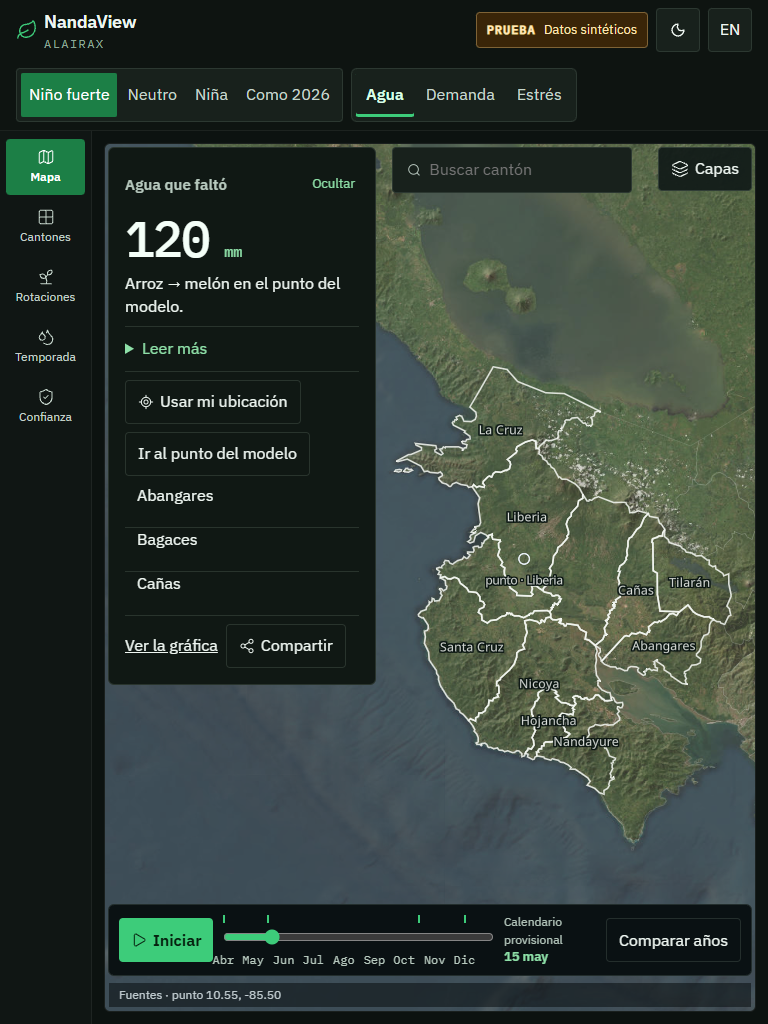 NandaView
ALAIRAX
PRUEBA Datos sintéticos
EN
Niño fuerte Neutro Niña Como 2026
Agua Demanda Estrés
Mapa
Cantones
Rotaciones
Temporada
Confianza
Agua que faltó Ocultar
120 mm
Arroz → melón en el punto del
modelo.
Leer más
Usar mi ubicación
Ir al punto del modelo
Abangares
Bagaces
Cañas
Ver la gráfica Compartir
Buscar cantón
Capas
La Cruz
Liberia
punto · Liberia
Cañas
Tilarán
Santa Cruz
Abangares
Nicoya
Hojancha
Nandayure
Iniciar
Abr May Jun Jul Ago Sep Oct Nov Dic
Calendario
provisional
15 may
Comparar años
Fuentes · punto 10.55, -85.50